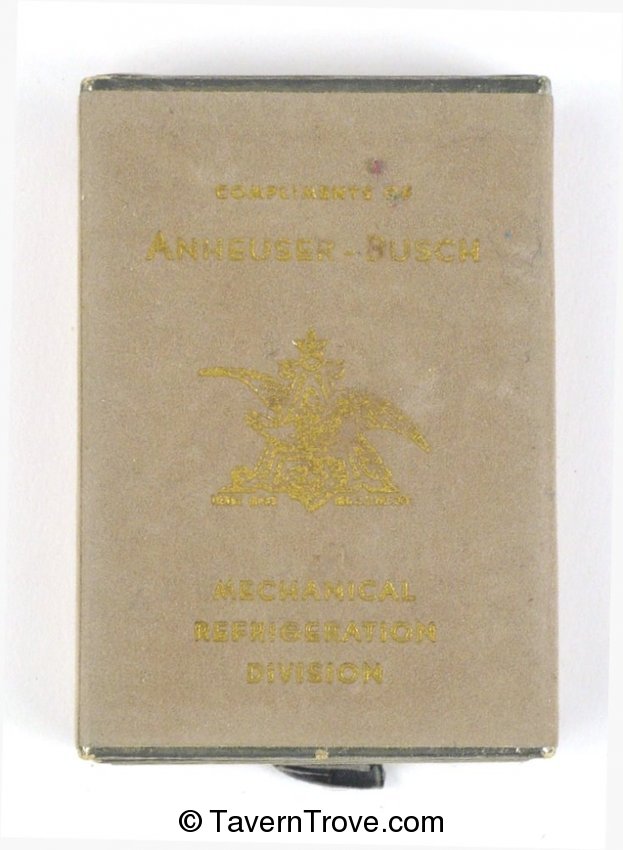 COMPLIMENTS OF
ANHEUSER-BUSCH
MECHANICAL
REFRIGERATION
DIVISION
© TavernTrove.com